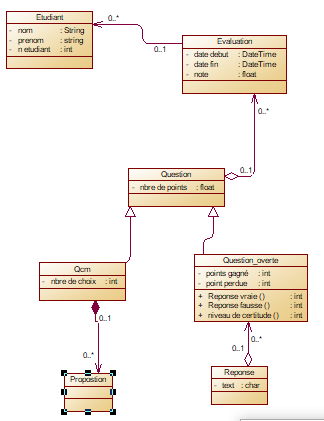 Etudiant
- nom : String
- prenom : string
- n etudiant : int
0..*
0..1
Evaluation
- date debut : DateTime
- date fin : DateTime
- note : float
0..*
0..1
Question
- nbre de points : float
Qcm
- nbre de choix : int
Question_overte
- points gagné : int
- point perdue : int
+ Reponse vraie () : int
+ Reponse fausse () : int
+ niveau de certitude () : int
0..1
0..*
0..*
0..1
Propostion
Reponse
- text : char